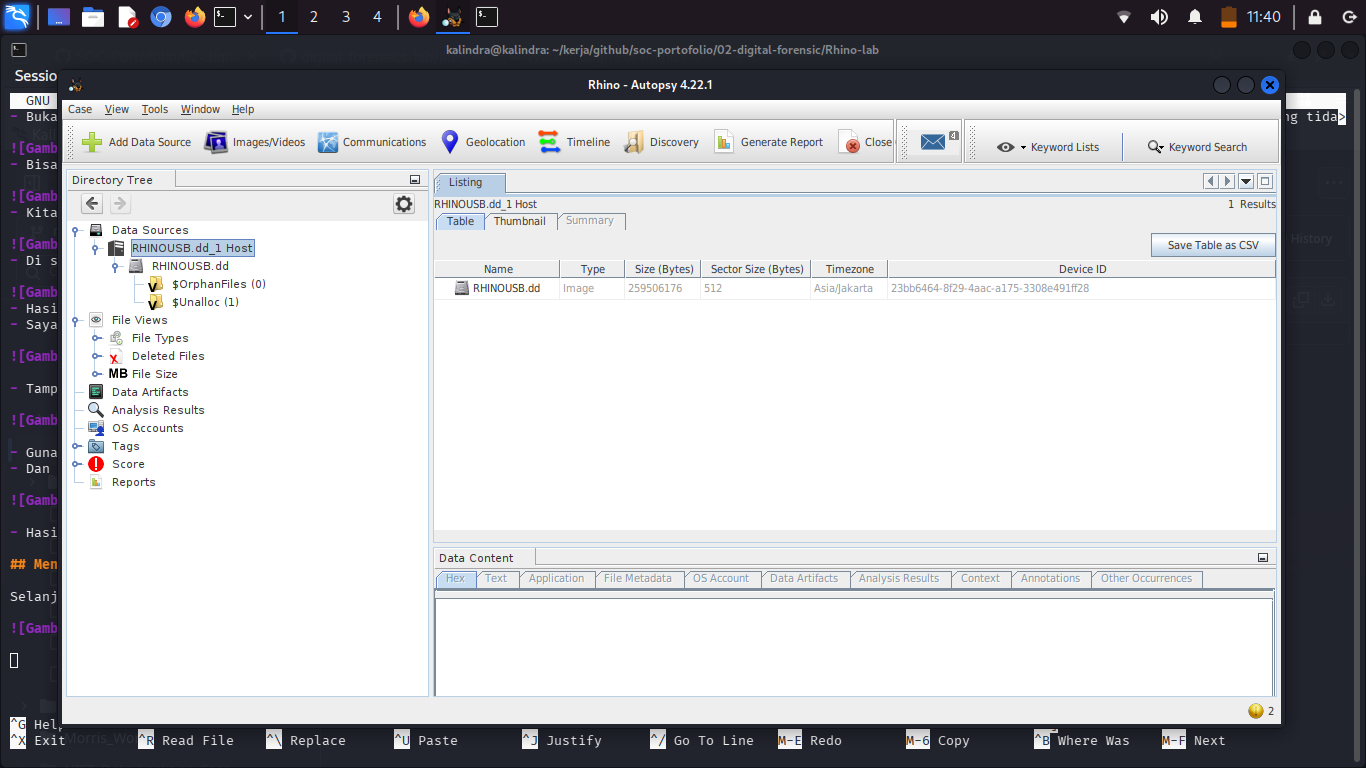 1 2 3 4 11:40
kalindra@kalindra: ~/kerja/github/soc-portofolio/02-digital-forensic/Rhino-lab
Sessio
Rhino - Autopsy 4.22.1
GNU
Case View Tools Window Help
- Buka
ng tida>
![Gamb
Add Data Source Images/Videos Communications Geolocation Timeline Discovery Generate Report Close 4 Keyword Lists Keyword Search
- Bisa
Directory Tree
Listing
![Gamb
RHINOUSB.dd_1 Host 1 Results
- Kita
Table Thumbnail Summary
Data Sources
![Gamb
RHINOUSB.dd_1 Host
Save Table as CSV
History
- Di s
RHINOUSB.dd
Name Type Size (Bytes) Sector Size (Bytes) Timezone Device ID
$OrphanFiles (0)
RHINOUSB.dd Image 259506176 512 Asia/Jakarta 23bb6464-8f29-4aac-a175-3308e491ff28
![Gamb
$Unalloc (1)
- Hasi
File Views
- Saya
File Types
![Gamb
Deleted Files
MB File Size
- Tamp
Data Artifacts
Analysis Results
![Gamb
OS Accounts
Tags
- Guna
Score
- Dan
Reports
![Gamb
- Hasi
Data Content
## Men
Hex Text Application File Metadata OS Account Data Artifacts Analysis Results Context Annotations Other Occurrences
Selanj
![Gamb
2
^G Hel
^X Exit ^R Read File ^\ Replace ^U Paste ^J Justify ^/ Go To Line M-E Redo M-6 Copy ^B Where Was M-F Next